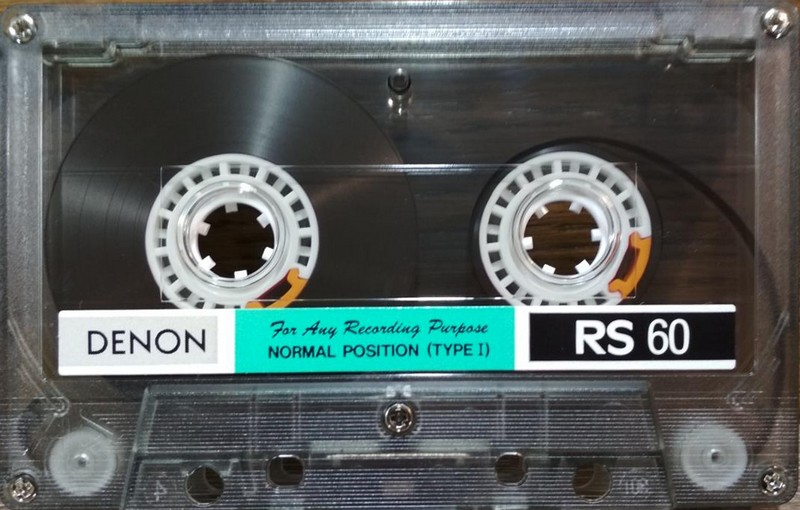 DENON
For Any Recording Purpose
NORMAL POSITION (TYPE I)
RS 60